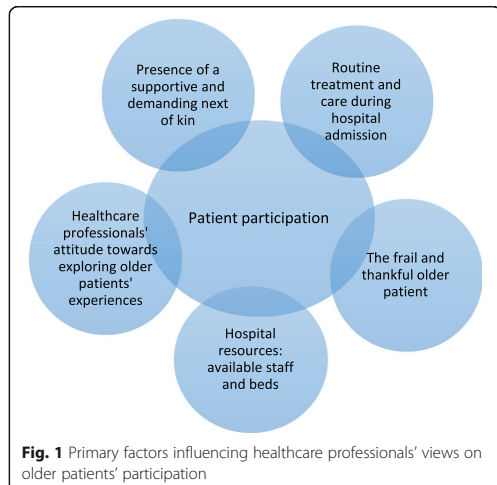 Presence of a
supportive and
demanding next
of kin
Routine
treatment and
care during
hospital
admission
Healthcare
professionals'
attitude towards
exploring older
patients'
experiences
Patient participation
The frail and
thankful older
patient
Hospital
resources:
available staff
and beds
Fig. 1 Primary factors influencing healthcare professionals’ views on
older patients’ participation